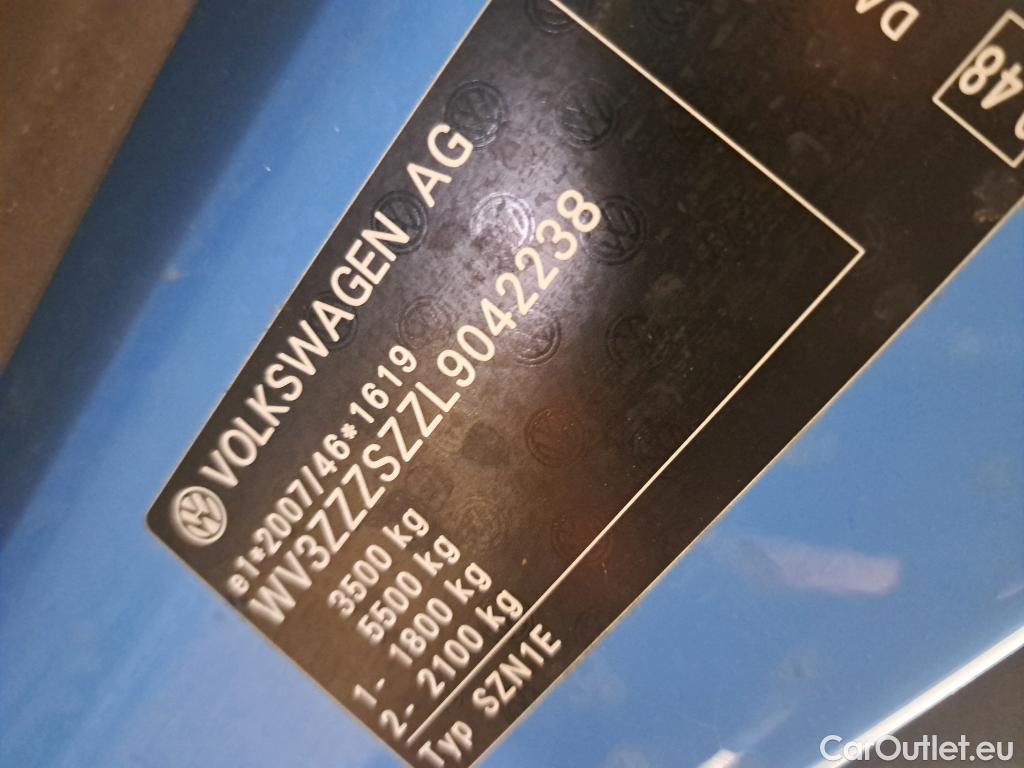 VOLKSWAGEN AG
e1*2007/46*1619
WV3ZZZSZZL9042238
3500 kg
5500 kg
1- 1800 kg
2- 2100 kg
Typ SZN1E
48
CarOutlet.eu